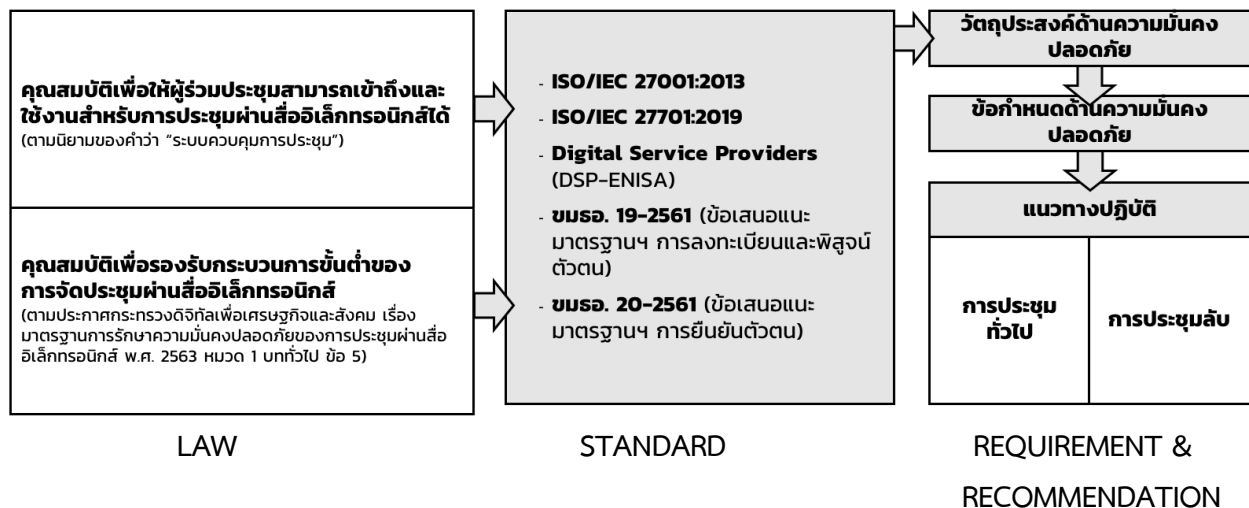 คุณสมบัติเพื่อให้ผู้ร่วมประชุมสามารถเข้าถึงและ
ใช้งานสำหรับการประชุมผ่านสื่ออิเล็กทรอนิกส์ได้
(ตามนิยามของคำว่า “ระบบควบคุมการประชุม”)
คุณสมบัติเพื่อรองรับกระบวนการขั้นต่ำของ
การจัดประชุมผ่านสื่ออิเล็กทรอนิกส์
(ตามประกาศกระทรวงดิจิทัลเพื่อเศรษฐกิจและสังคม เรื่อง
มาตรฐานการรักษาความมั่นคงปลอดภัยของการประชุมผ่านสื่อ
อิเล็กทรอนิกส์ พ.ศ. 2563 หมวด 1 บททั่วไป ข้อ 5)
LAW
- ISO/IEC 27001:2013
- ISO/IEC 27701:2019
- Digital Service Providers
(DSP-ENISA)
- ขมธอ. 19-2561 (ข้อเสนอแนะ
มาตรฐานฯ การลงทะเบียนและพิสูจน์
ตัวตน)
- ขมธอ. 20-2561 (ข้อเสนอแนะ
มาตรฐานฯ การยืนยันตัวตน)
STANDARD
วัตถุประสงค์ด้านความมั่นคง
ปลอดภัย
ข้อกำหนดด้านความมั่นคง
ปลอดภัย
แนวทางปฏิบัติ
การประชุม
ทั่วไป
การประชุมลับ
REQUIREMENT &
RECOMMENDATION